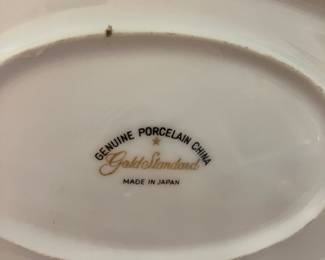 GENUINE PORCELAIN CHINA
Gold Standard
MADE IN JAPAN